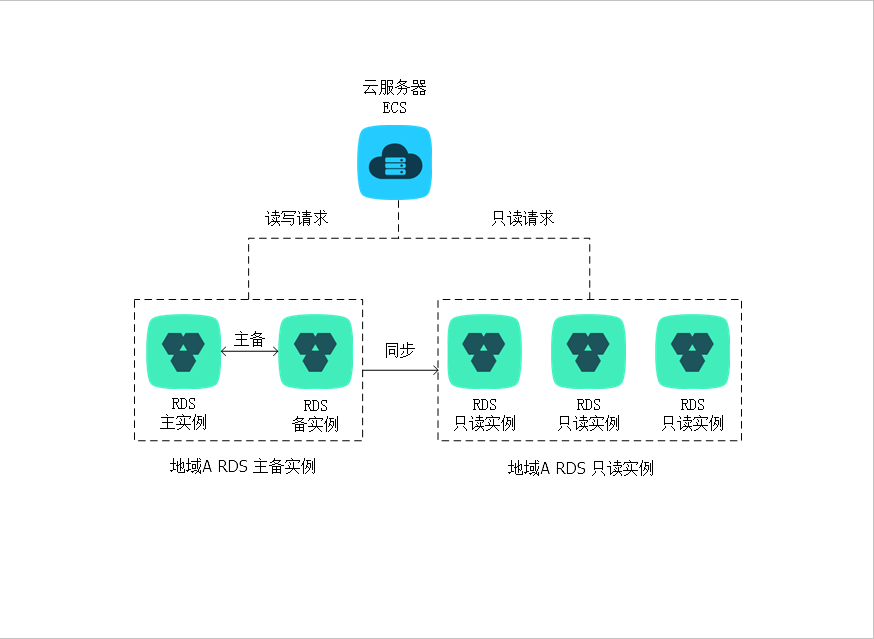 云服务器
ECS
读写请求
只读请求
主备
同步
RDS
主实例
RDS
备实例
RDS
只读实例
RDS
只读实例
RDS
只读实例
地域A RDS 主备实例
地域A RDS 只读实例